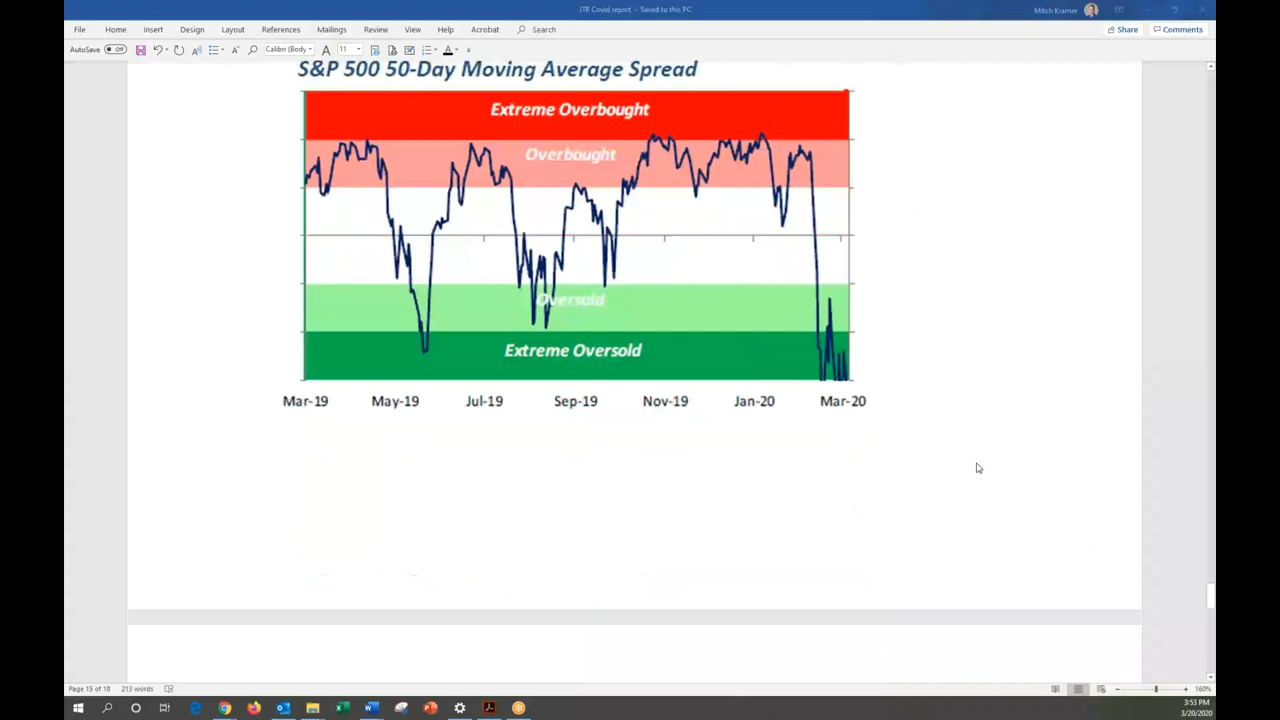 ITR Covid report - Saved to this PC
Mitch Kramer
File Home Insert Design Layout References Mailings Review View Help Acrobat Search Share Comments
AutoSave Off Calibri (Body 11
S&P 500 50-Day Moving Average Spread
Extreme Overbought
Overbought
Oversold
Extreme Oversold
Mar-19 May-19 Jul-19 Sep-19 Nov-19 Jan-20 Mar-20
Page 15 of 18 213 words 160%
3:53 PM
3/20/2020